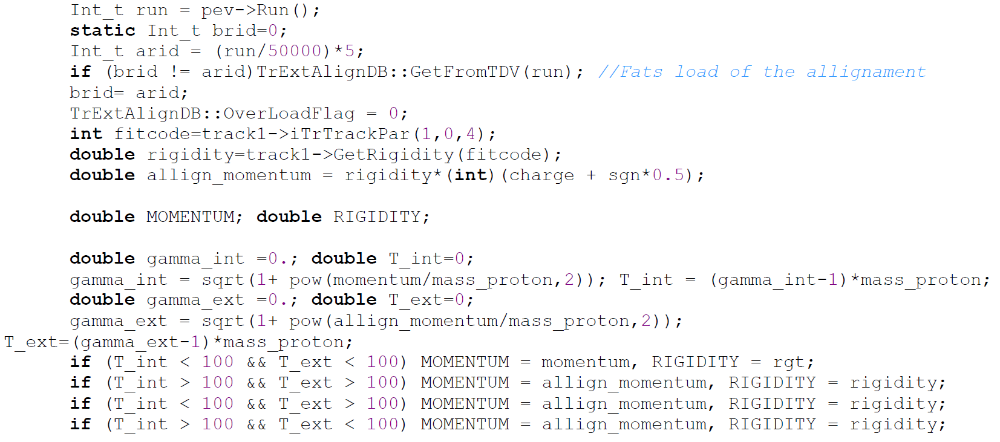 Int_t run = pev->Run();
static Int_t brid=0;
Int_t arid = (run/50000)*5;
if (brid != arid)TrExtAlignDB::GetFromTDV(run); //Fats load of the allignament
brid= arid;
TrExtAlignDB::OverLoadFlag = 0;
int fitcode=track1->iTrTrackPar(1,0,4);
double rigidity=track1->GetRigidity(fitcode);
double allign_momentum = rigidity*(int)(charge + sgn*0.5);
double MOMENTUM; double RIGIDITY;
double gamma_int =0.; double T_int=0;
gamma_int = sqrt(1+ pow(momentum/mass_proton,2)); T_int = (gamma_int-1)*mass_proton;
double gamma_ext =0.; double T_ext=0;
gamma_ext = sqrt(1+ pow(allign_momentum/mass_proton,2));
T_ext=(gamma_ext-1)*mass_proton;
if (T_int < 100 && T_ext < 100) MOMENTUM = momentum, RIGIDITY = rgt;
if (T_int > 100 && T_ext > 100) MOMENTUM = allign_momentum, RIGIDITY = rigidity;
if (T_int < 100 && T_ext > 100) MOMENTUM = allign_momentum, RIGIDITY = rigidity;
if (T_int > 100 && T_ext < 100) MOMENTUM = allign_momentum, RIGIDITY = rigidity;